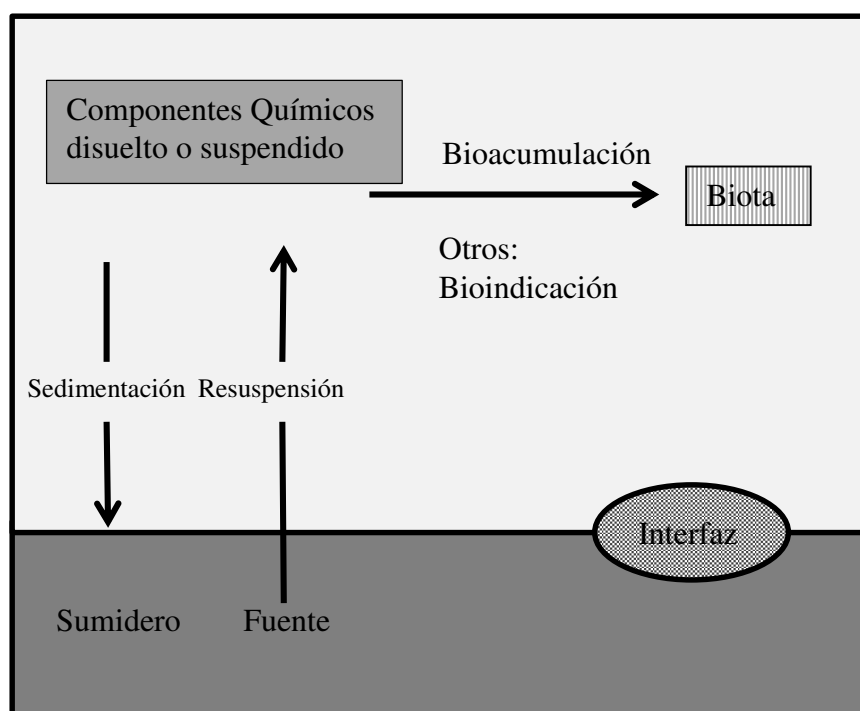 Componentes Químicos
disuelto o suspendido
Bioacumulación
Biota
Otros:
Bioindicación
Sedimentación
Resuspensión
Interfaz
Sumidero
Fuente